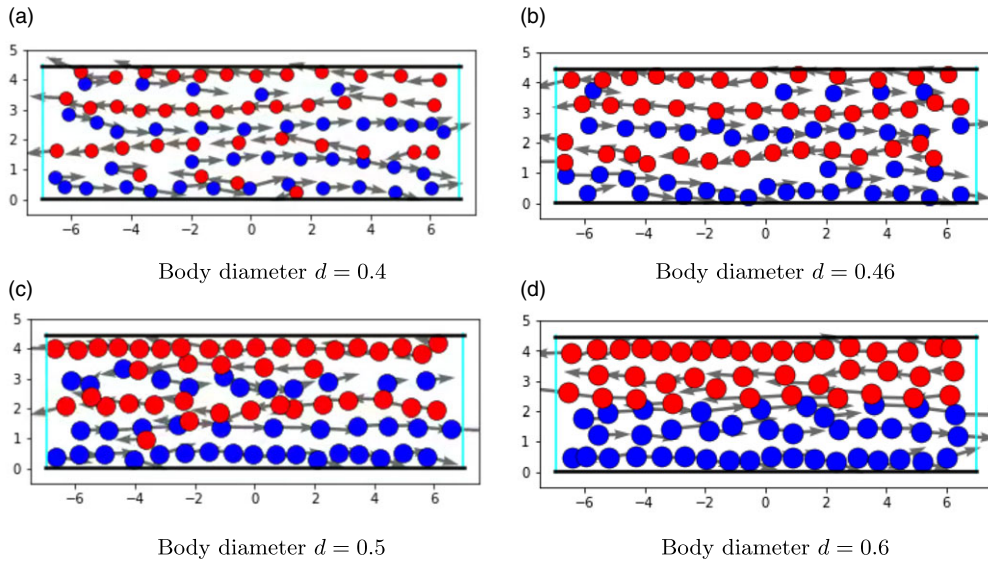 (a)
(b)
5
4
3
2
1
0
−6 −4 −2 0 2 4 6
5
4
3
2
1
0
−6 −4 −2 0 2 4 6
Body diameter d = 0.4
Body diameter d = 0.46
(c)
(d)
5
4
3
2
1
0
−6 −4 −2 0 2 4 6
5
4
3
2
1
0
−6 −4 −2 0 2 4 6
Body diameter d = 0.5
Body diameter d = 0.6